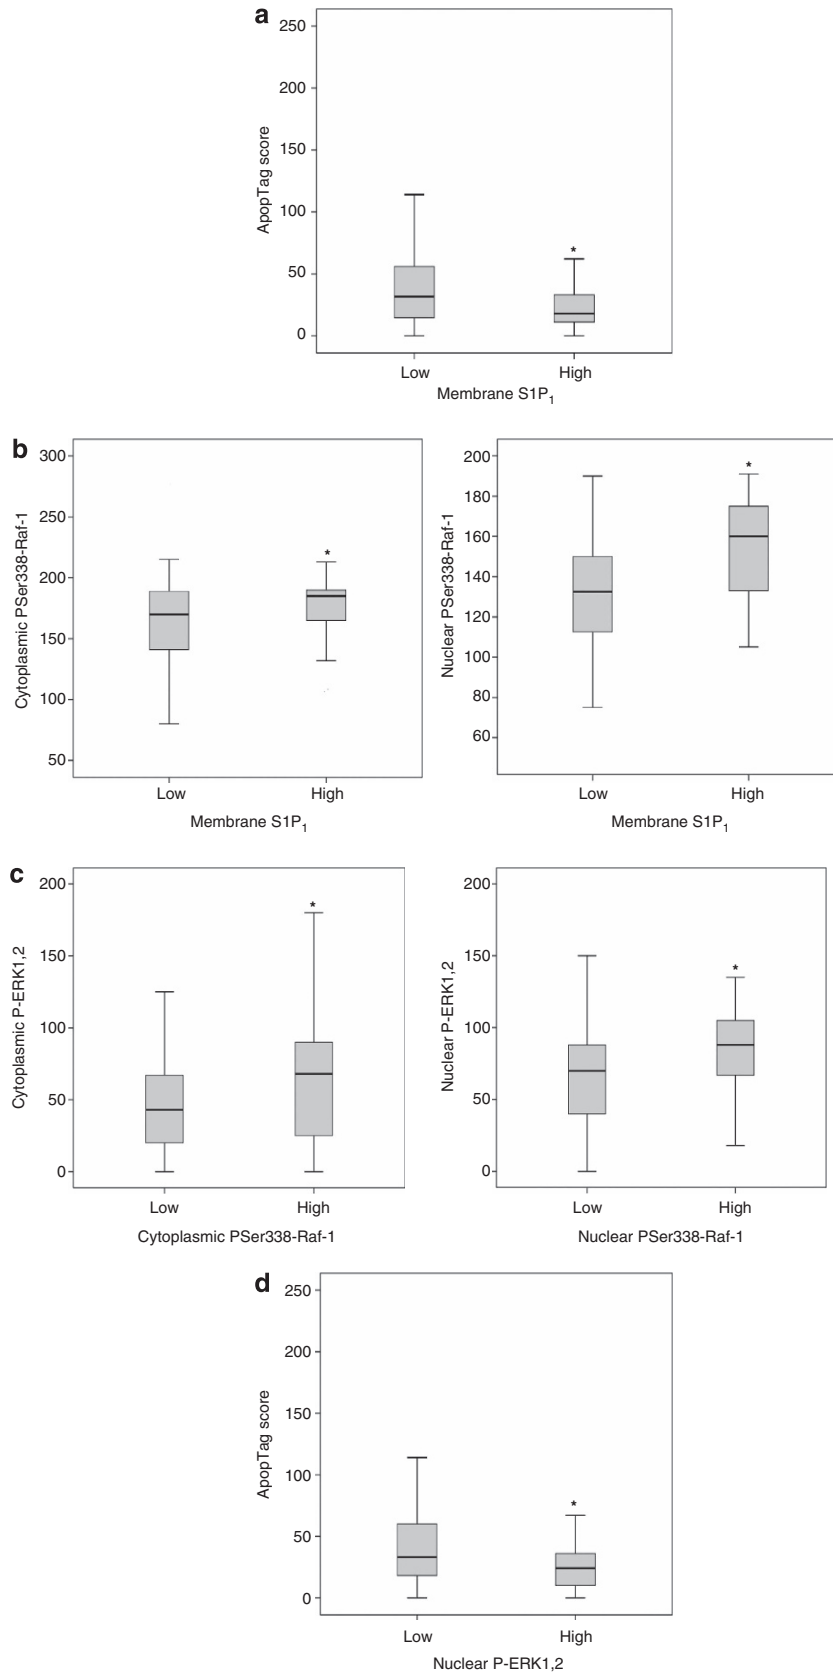 a
250
200
150
100
50
0
ApopTag score
*
Low High
Membrane S1P₁
b
300
250
200
150
100
50
Cytoplasmic PSer338-Raf-1
*
Low High
Membrane S1P₁
200
180
160
140
120
100
80
60
Nuclear PSer338-Raf-1
*
Low High
Membrane S1P₁
c
200
150
100
50
0
Cytoplasmic P-ERK1,2
*
Low High
Cytoplasmic PSer338-Raf-1
200
150
100
50
0
Nuclear P-ERK1,2
*
Low High
Nuclear PSer338-Raf-1
d
250
200
150
100
50
0
ApopTag score
*
Low High
Nuclear P-ERK1,2